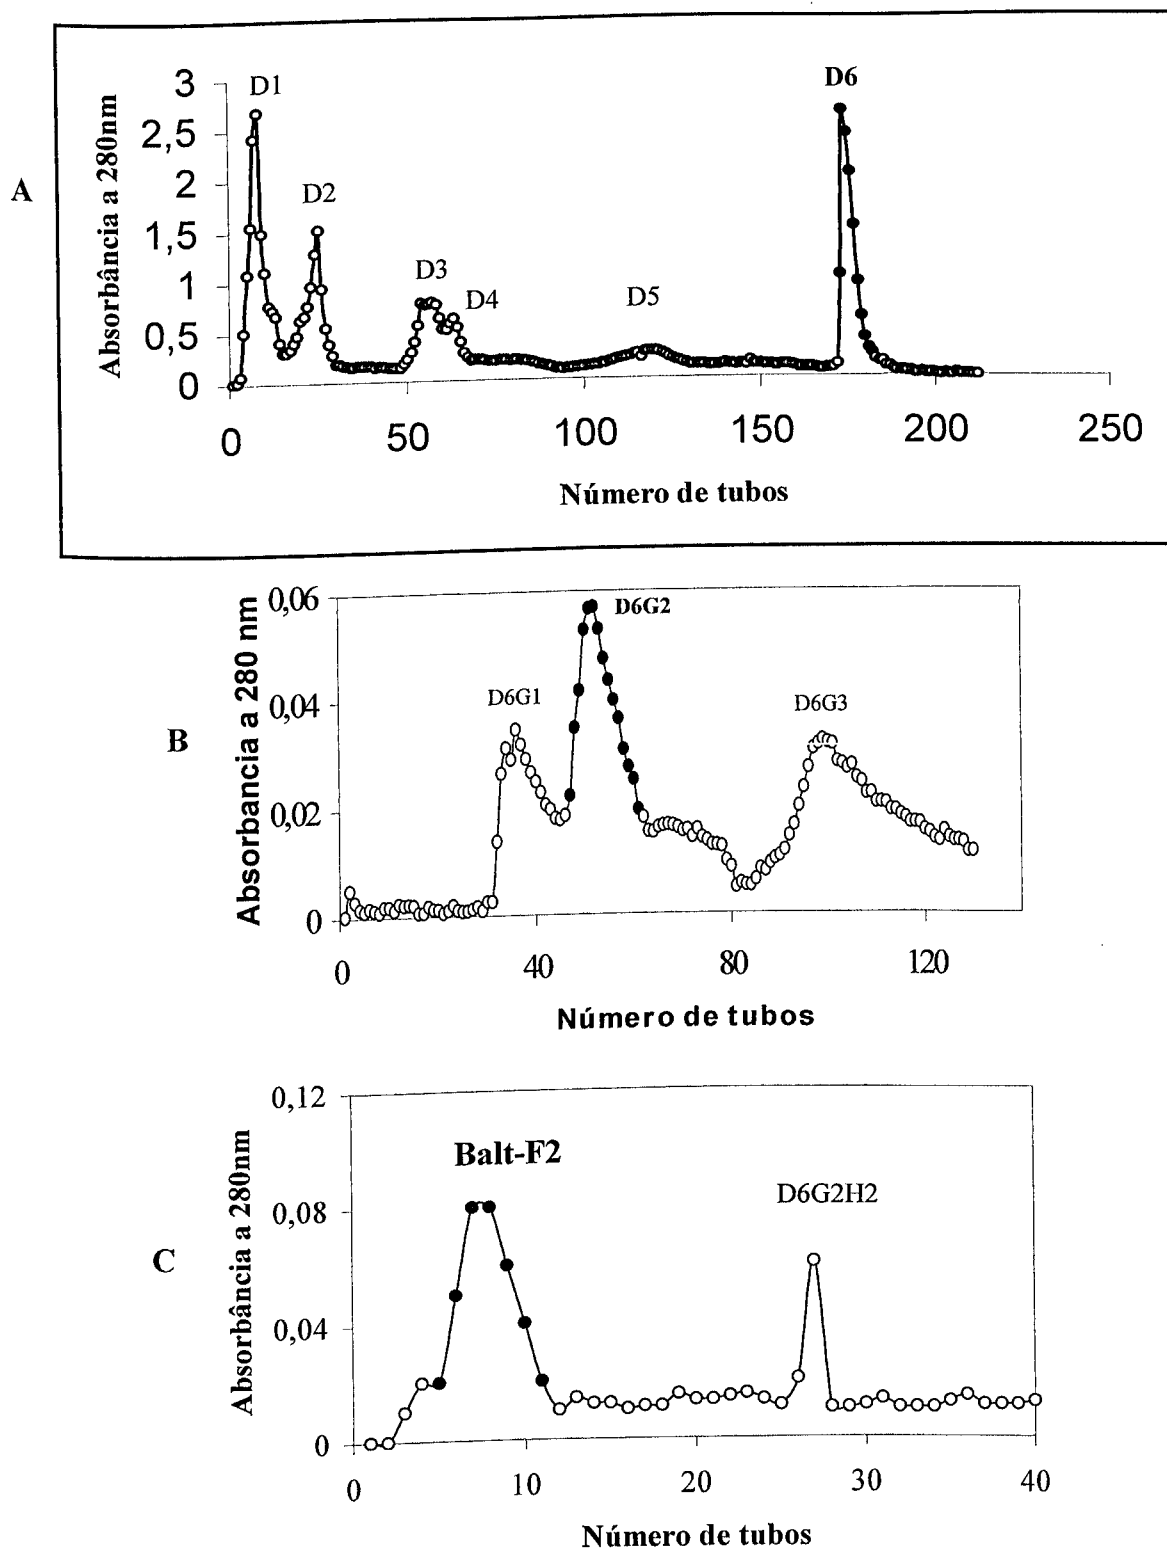 A
Absorbância a 280nm
3
2,5
2
1,5
1
0,5
0
D1
D2
D3
D4
D5
D6
0 50 100 150 200 250
Número de tubos
B
Absorbancia a 280 nm
0,06
0,04
0,02
0
D6G1
D6G2
D6G3
0 40 80 120
Número de tubos
C
Absorbância a 280nm
0,12
0,08
0,04
0
Balt-F2
D6G2H2
0 10 20 30 40
Número de tubos